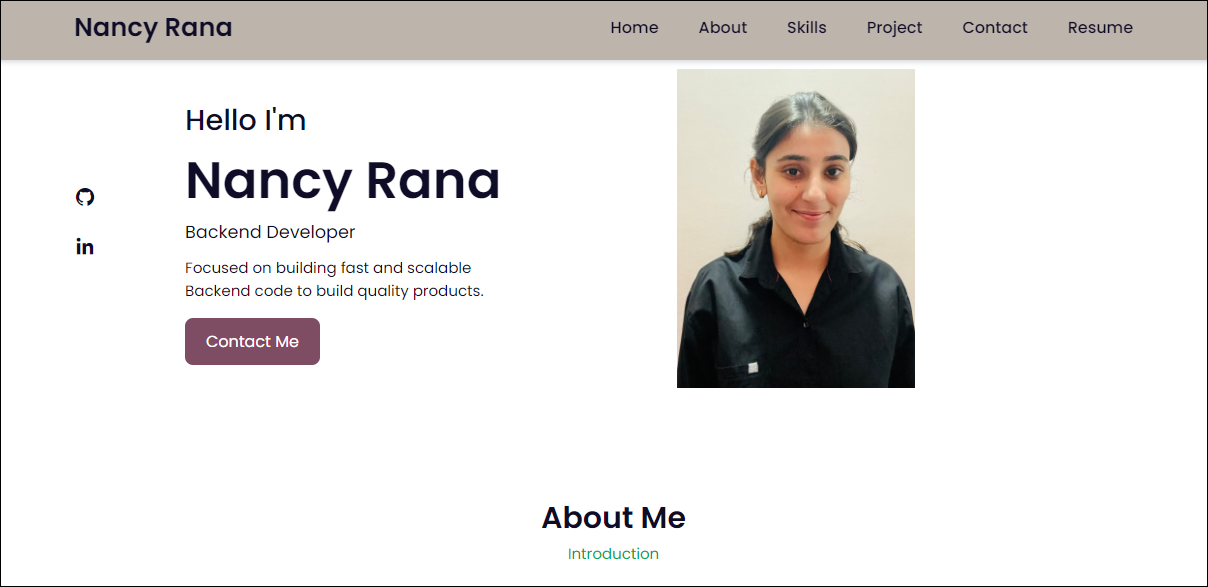 Nancy Rana
Home About Skills Project Contact Resume
Hello I'm
Nancy Rana
in
Backend Developer
Focused on building fast and scalable
Backend code to build quality products.
Contact Me
About Me
Introduction